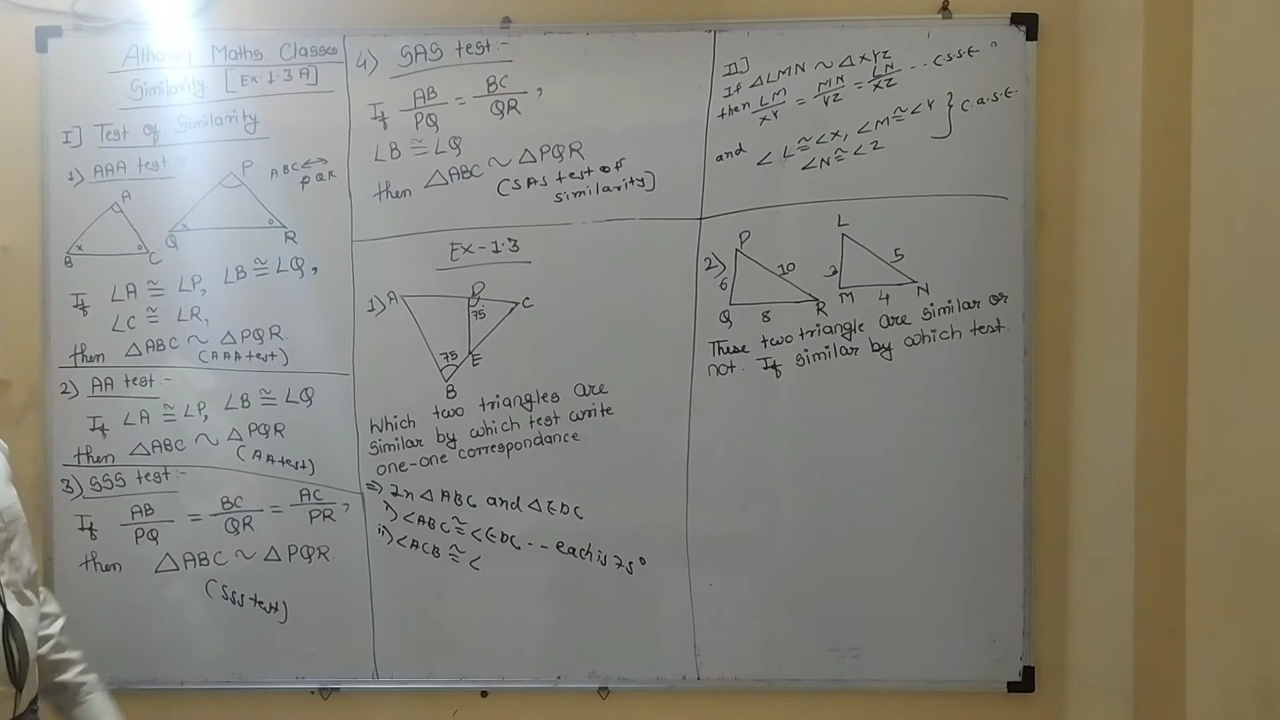 Atharva Maths Classes
Similarity [Ex-1.3 A]
I] Test of Similarity
1) AAA test :-
A
B
C
P
Q
R
x
o
x
o
ABC ↔
PQR
If ∠A ≅ ∠P, ∠B ≅ ∠Q,
∠C ≅ ∠R,
then △ABC ~ △PQR
(AAA test)
2) AA test :-
If ∠A ≅ ∠P, ∠B ≅ ∠Q
then △ABC ~ △PQR
(AA test)
3) SSS test :-
If AB/PQ = BC/QR = AC/PR,
then △ABC ~ △PQR.
(SSS test)
4) SAS test :-
If AB/PQ = BC/QR,
∠B ≅ ∠Q
then △ABC ~ △PQR
(SAS test of
similarity)
Ex-1.3
1) A
D
C
75
75
E
B
Which two triangles are
similar by which test write
one-one correspondance.
⇒ In △ABC and △EDC
i) <ABC ≅ <EDC -- each is 75°
ii) <ACB ≅ <
II]
If △LMN ~ △XYZ
then LM/XY = MN/YZ = LN/XZ -- C.S.S.t
and ∠L ≅ ∠X, ∠M ≅ ∠Y
∠N ≅ ∠Z } C.a.s.t.
2) P
6
10
Q
8
R
L
3
5
M
4
N
These two triangle are similar or
not. If similar by which test.